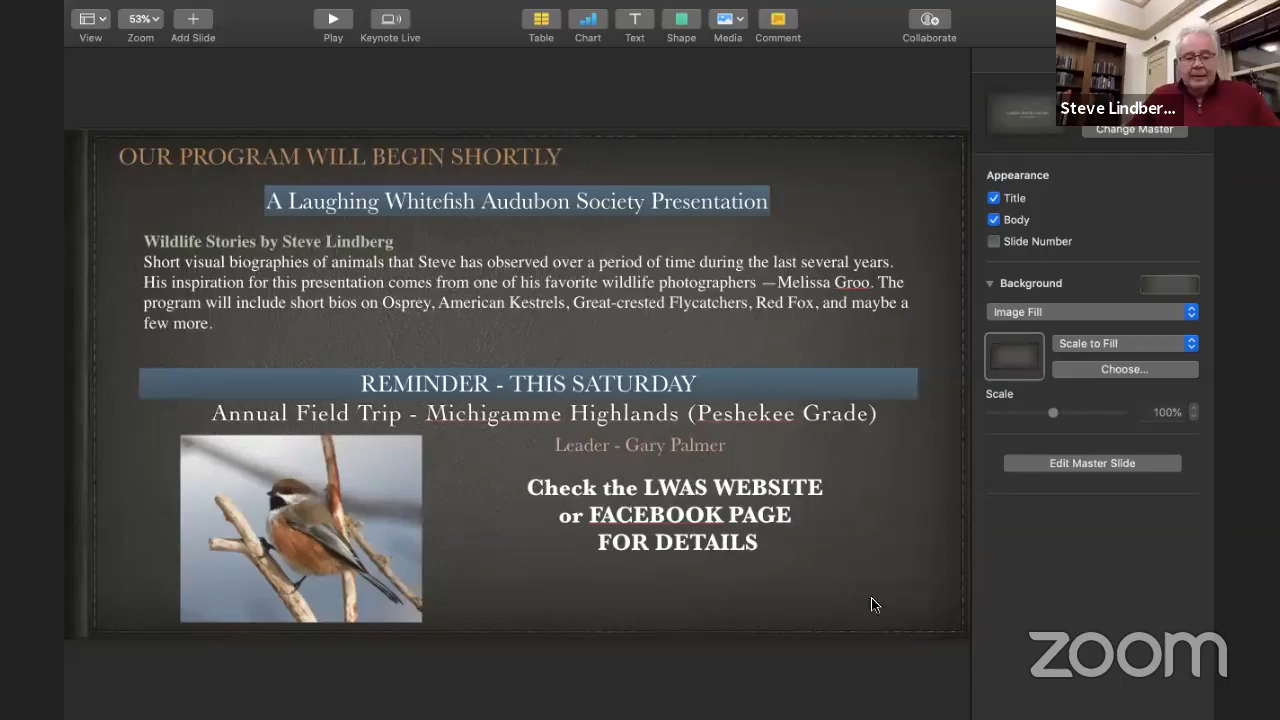 View
53%
Zoom
Add Slide
Play
Keynote Live
Table
Chart
Text
Shape
Media
Comment
Collaborate
Steve Lindber...
Change Master
OUR PROGRAM WILL BEGIN SHORTLY
A Laughing Whitefish Audubon Society Presentation
Wildlife Stories by Steve Lindberg
Short visual biographies of animals that Steve has observed over a period of time during the last several years.
His inspiration for this presentation comes from one of his favorite wildlife photographers —Melissa Groo. The
program will include short bios on Osprey, American Kestrels, Great-crested Flycatchers, Red Fox, and maybe a
few more.
REMINDER - THIS SATURDAY
Annual Field Trip - Michigamme Highlands (Peshekee Grade)
Leader - Gary Palmer
Check the LWAS WEBSITE
or FACEBOOK PAGE
FOR DETAILS
Appearance
Title
Body
Slide Number
Background
Image Fill
Scale to Fill
Choose...
Scale
100%
Edit Master Slide
zoom